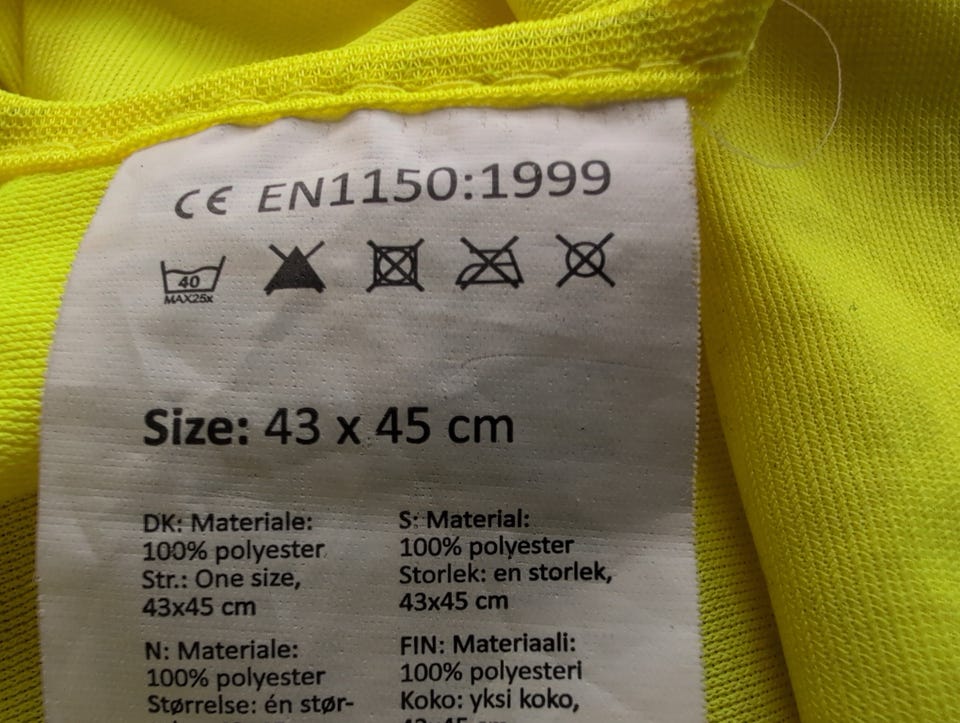 CE EN1150:1999
40
MAX25x
Size: 43 x 45 cm
DK: Materiale:
100% polyester
Str.: One size,
43x45 cm
S: Material:
100% polyester
Storlek: en storlek,
43x45 cm
N: Materiale:
100% polyester
Størrelse: én stør-
FIN: Materiaali:
100% polyesteri
Koko: yksi koko,
43x45 cm